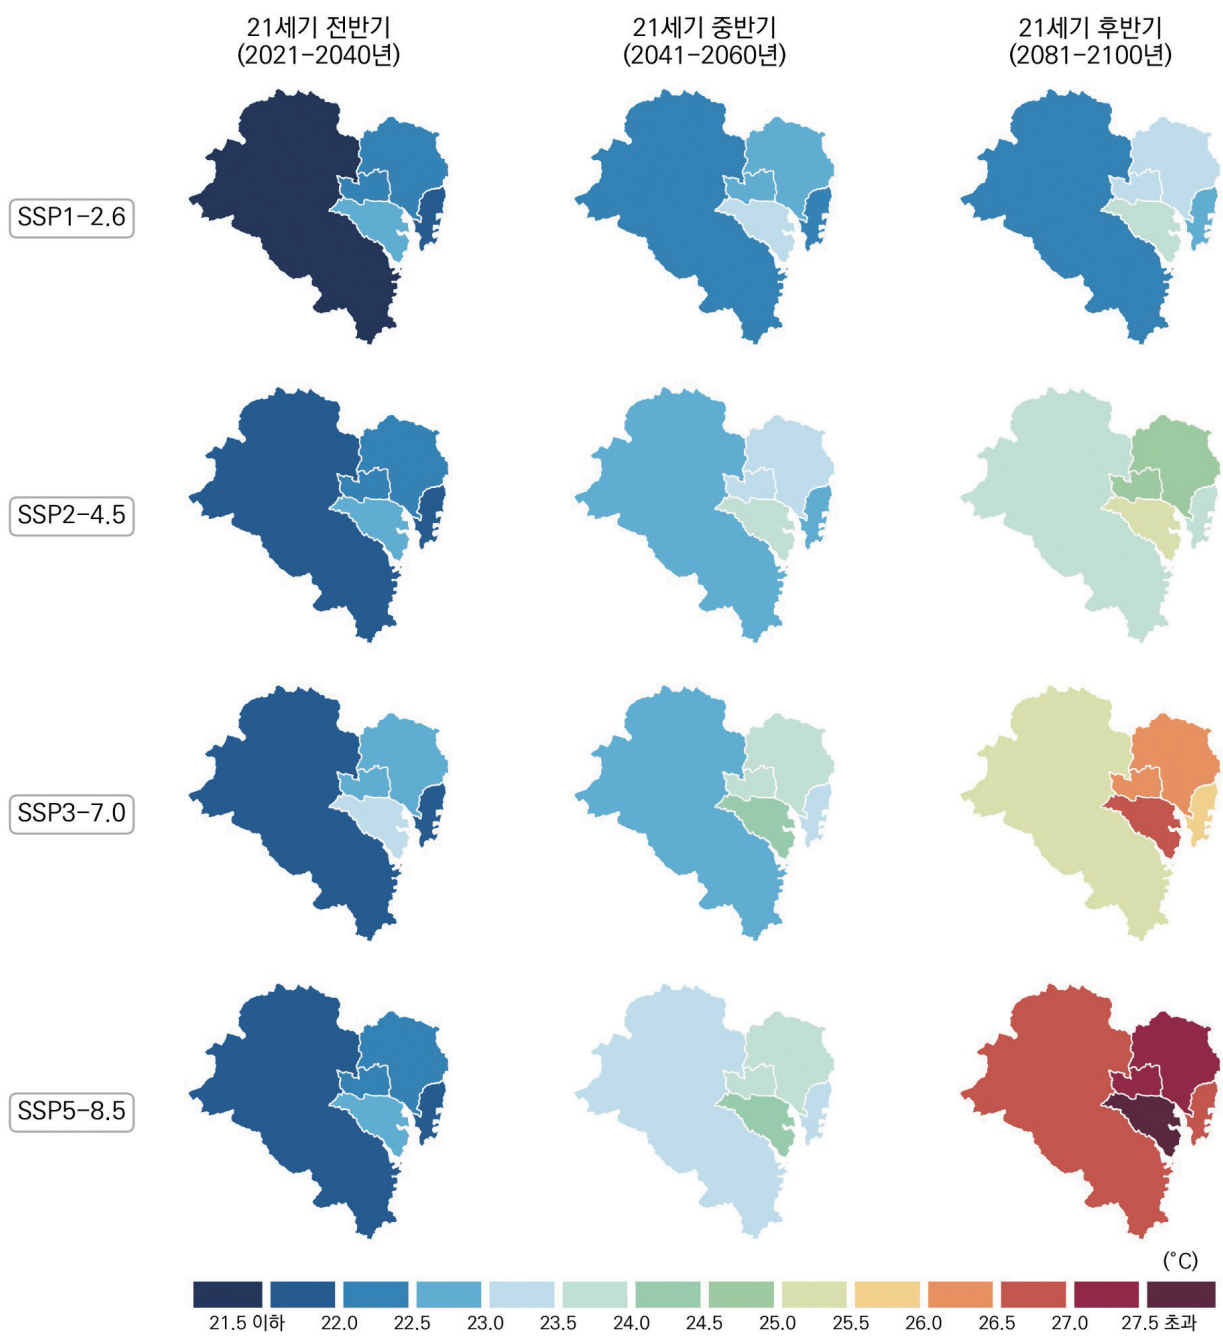 21세기 전반기
(2021-2040년)
21세기 중반기
(2041-2060년)
21세기 후반기
(2081-2100년)
SSP1-2.6
SSP2-4.5
SSP3-7.0
SSP5-8.5
(°C)
21.5 이하 22.0 22.5 23.0 23.5 24.0 24.5 25.0 25.5 26.0 26.5 27.0 27.5 초과